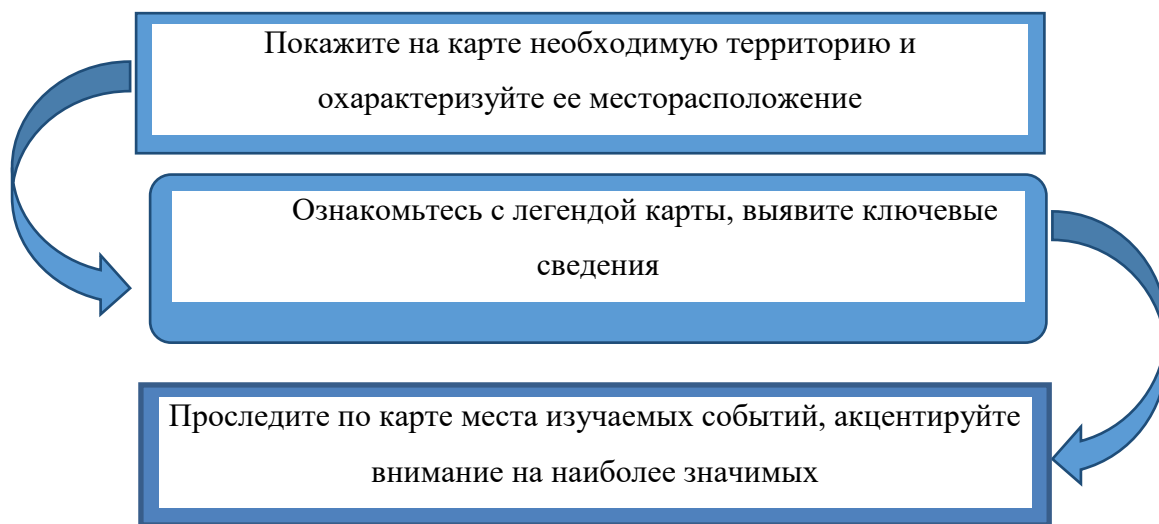 Покажите на карте необходимую территорию и
охарактеризуйте ее месторасположение
Ознакомьтесь с легендой карты, выявите ключевые
сведения
Проследите по карте места изучаемых событий, акцентируйте
внимание на наиболее значимых